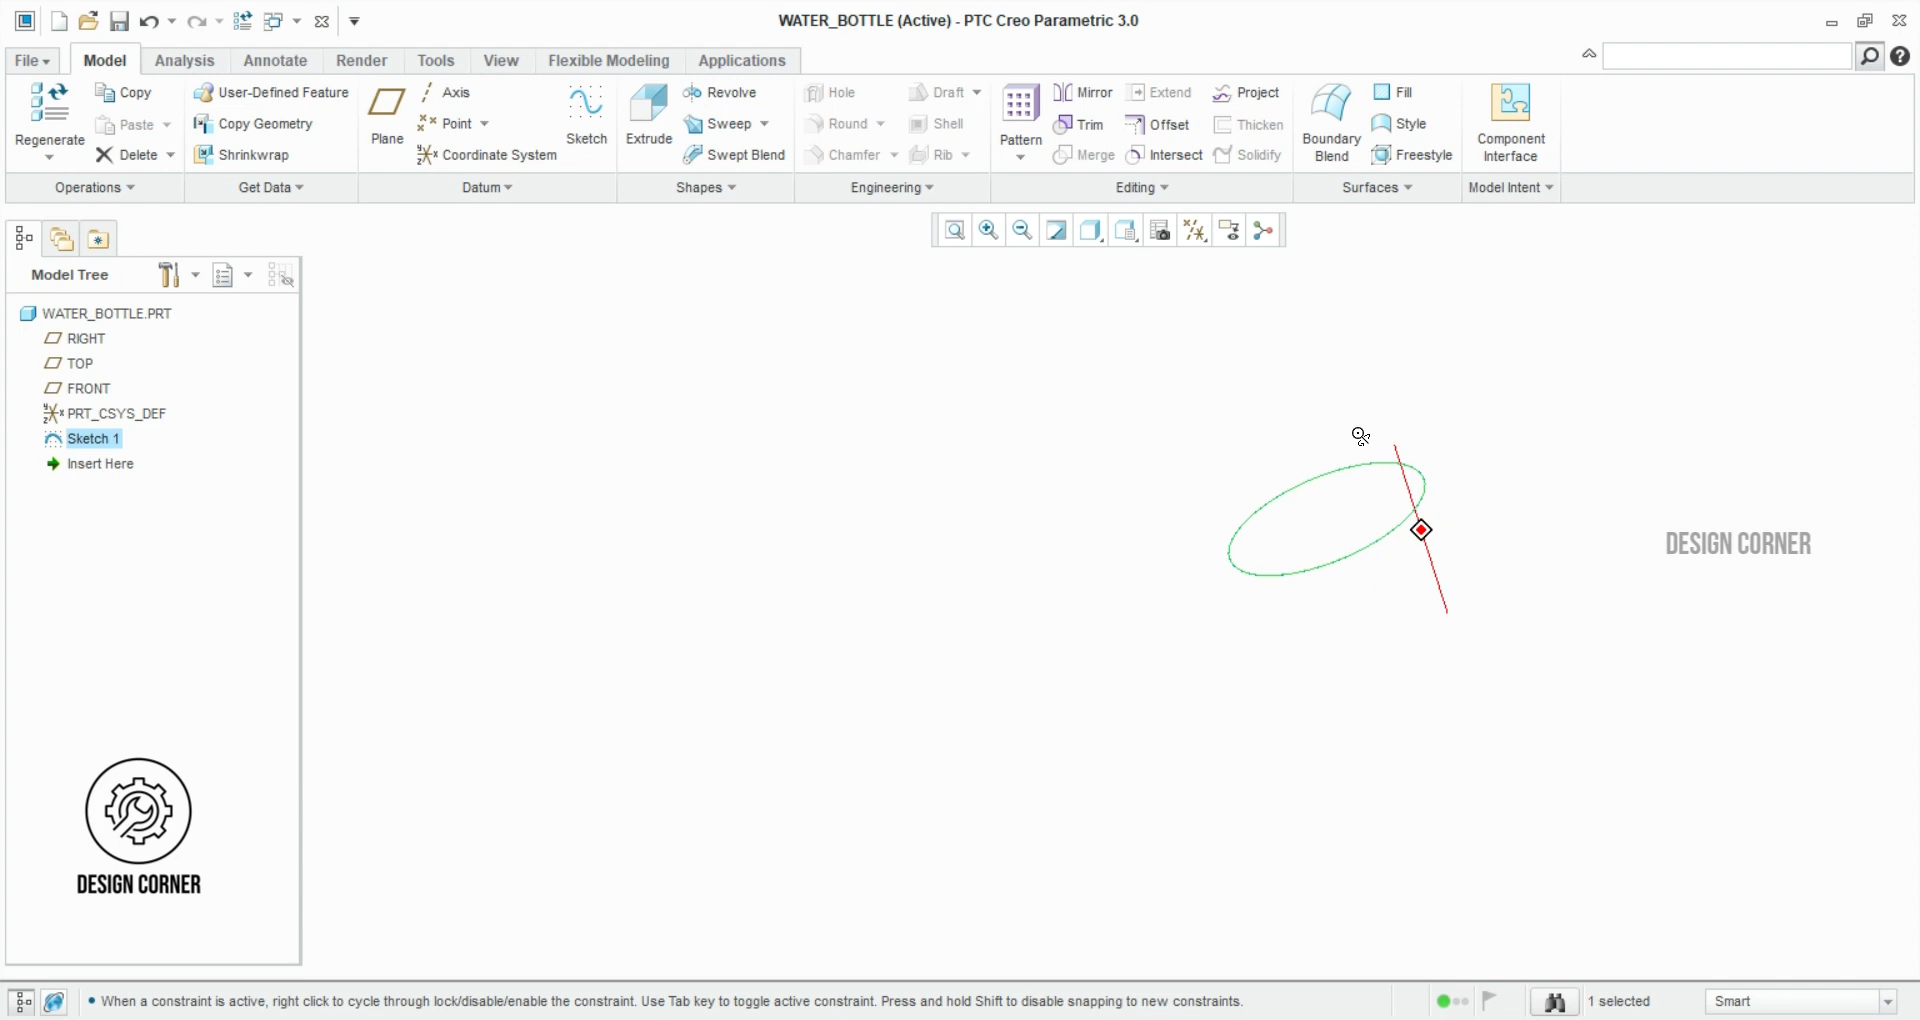 WATER_BOTTLE (Active) - PTC Creo Parametric 3.0
File Model Analysis Annotate Render Tools View Flexible Modeling Applications
Regenerate
Copy
Paste
Delete
Operations
User-Defined Feature
Copy Geometry
Shrinkwrap
Get Data
Plane
Axis
Point
Coordinate System
Sketch
Datum
Extrude
Revolve
Sweep
Swept Blend
Shapes
Hole
Round
Chamfer
Draft
Shell
Rib
Engineering
Pattern
Mirror
Trim
Merge
Extend
Offset
Intersect
Project
Thicken
Solidify
Editing
Boundary
Blend
Fill
Style
Freestyle
Surfaces
Component
Interface
Model Intent
Model Tree
WATER_BOTTLE.PRT
RIGHT
TOP
FRONT
PRT_CSYS_DEF
Sketch 1
Insert Here
DESIGN CORNER
DESIGN CORNER
• When a constraint is active, right click to cycle through lock/disable/enable the constraint. Use Tab key to toggle active constraint. Press and hold Shift to disable snapping to new constraints.
1 selected
Smart